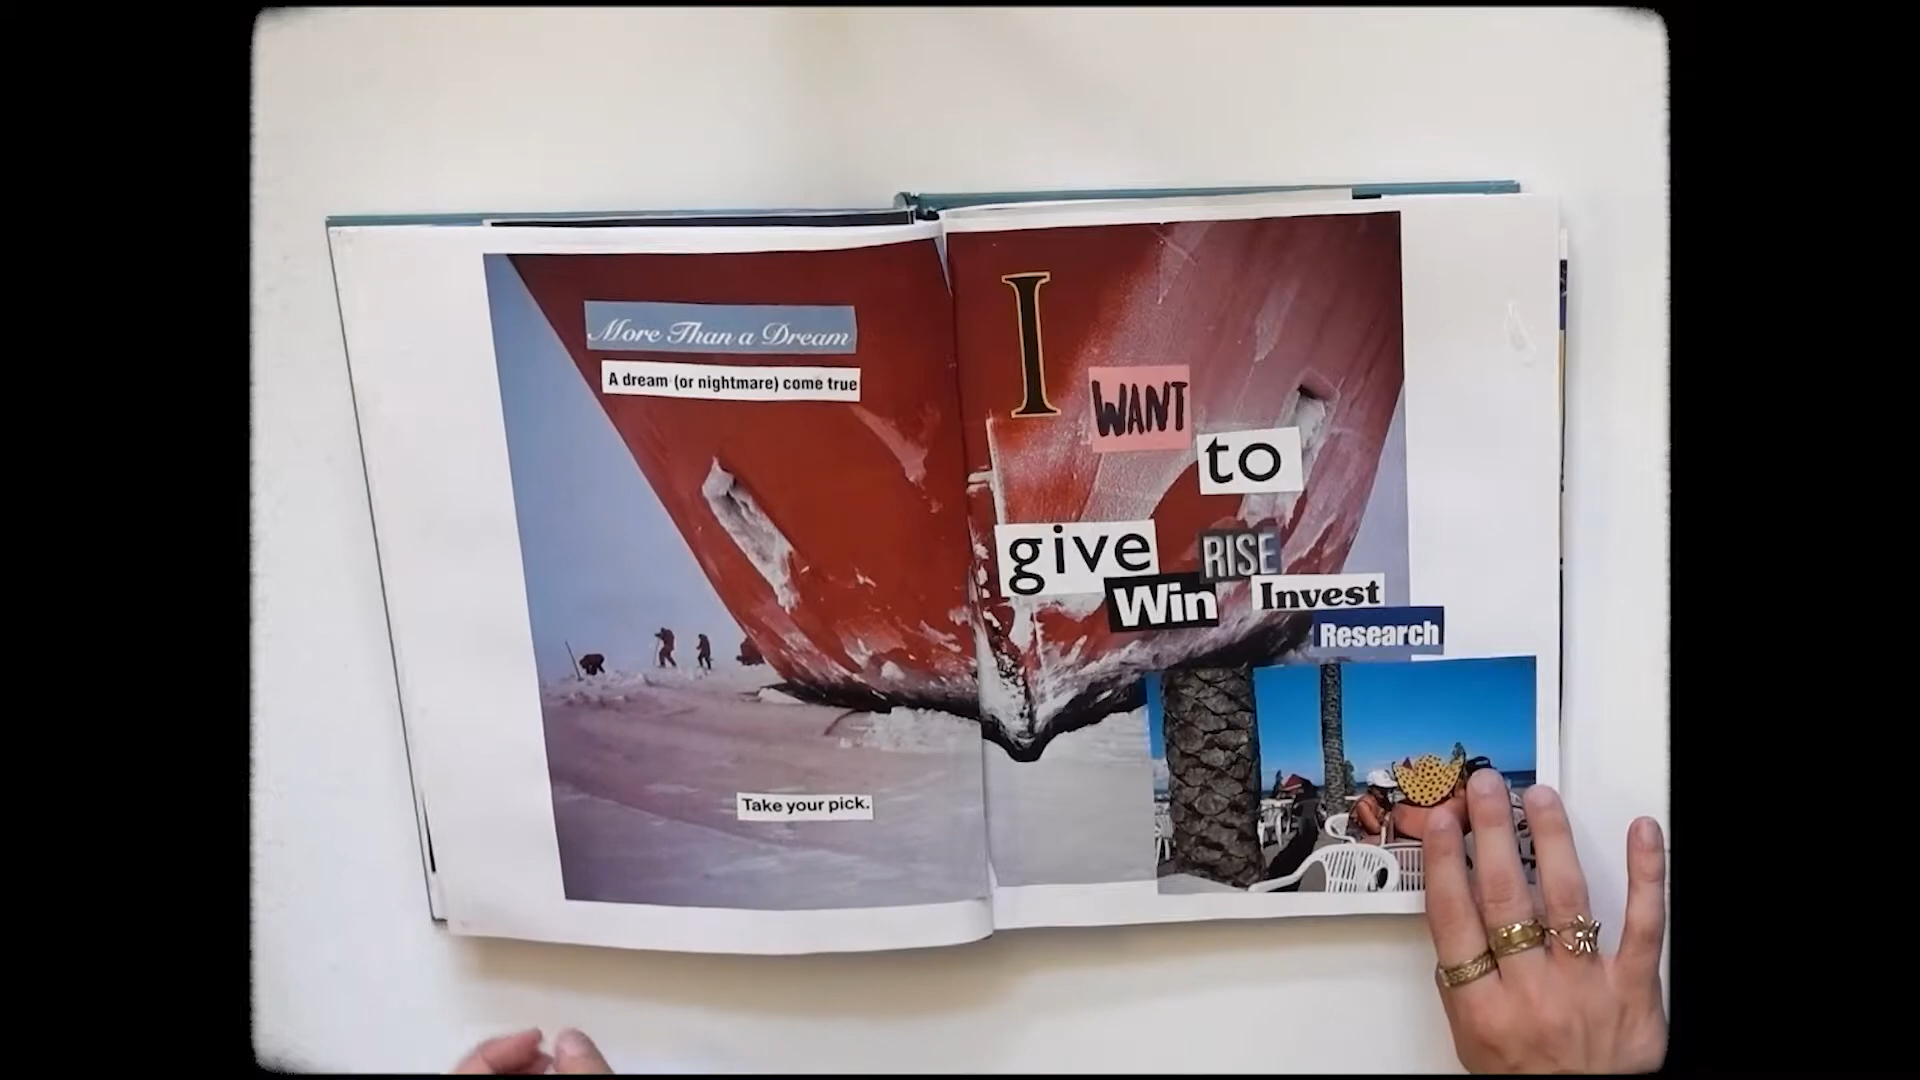 More Than a Dream
A dream (or nightmare) come true
Take your pick.
I
WANT
to
give RISE
Win Invest
Research